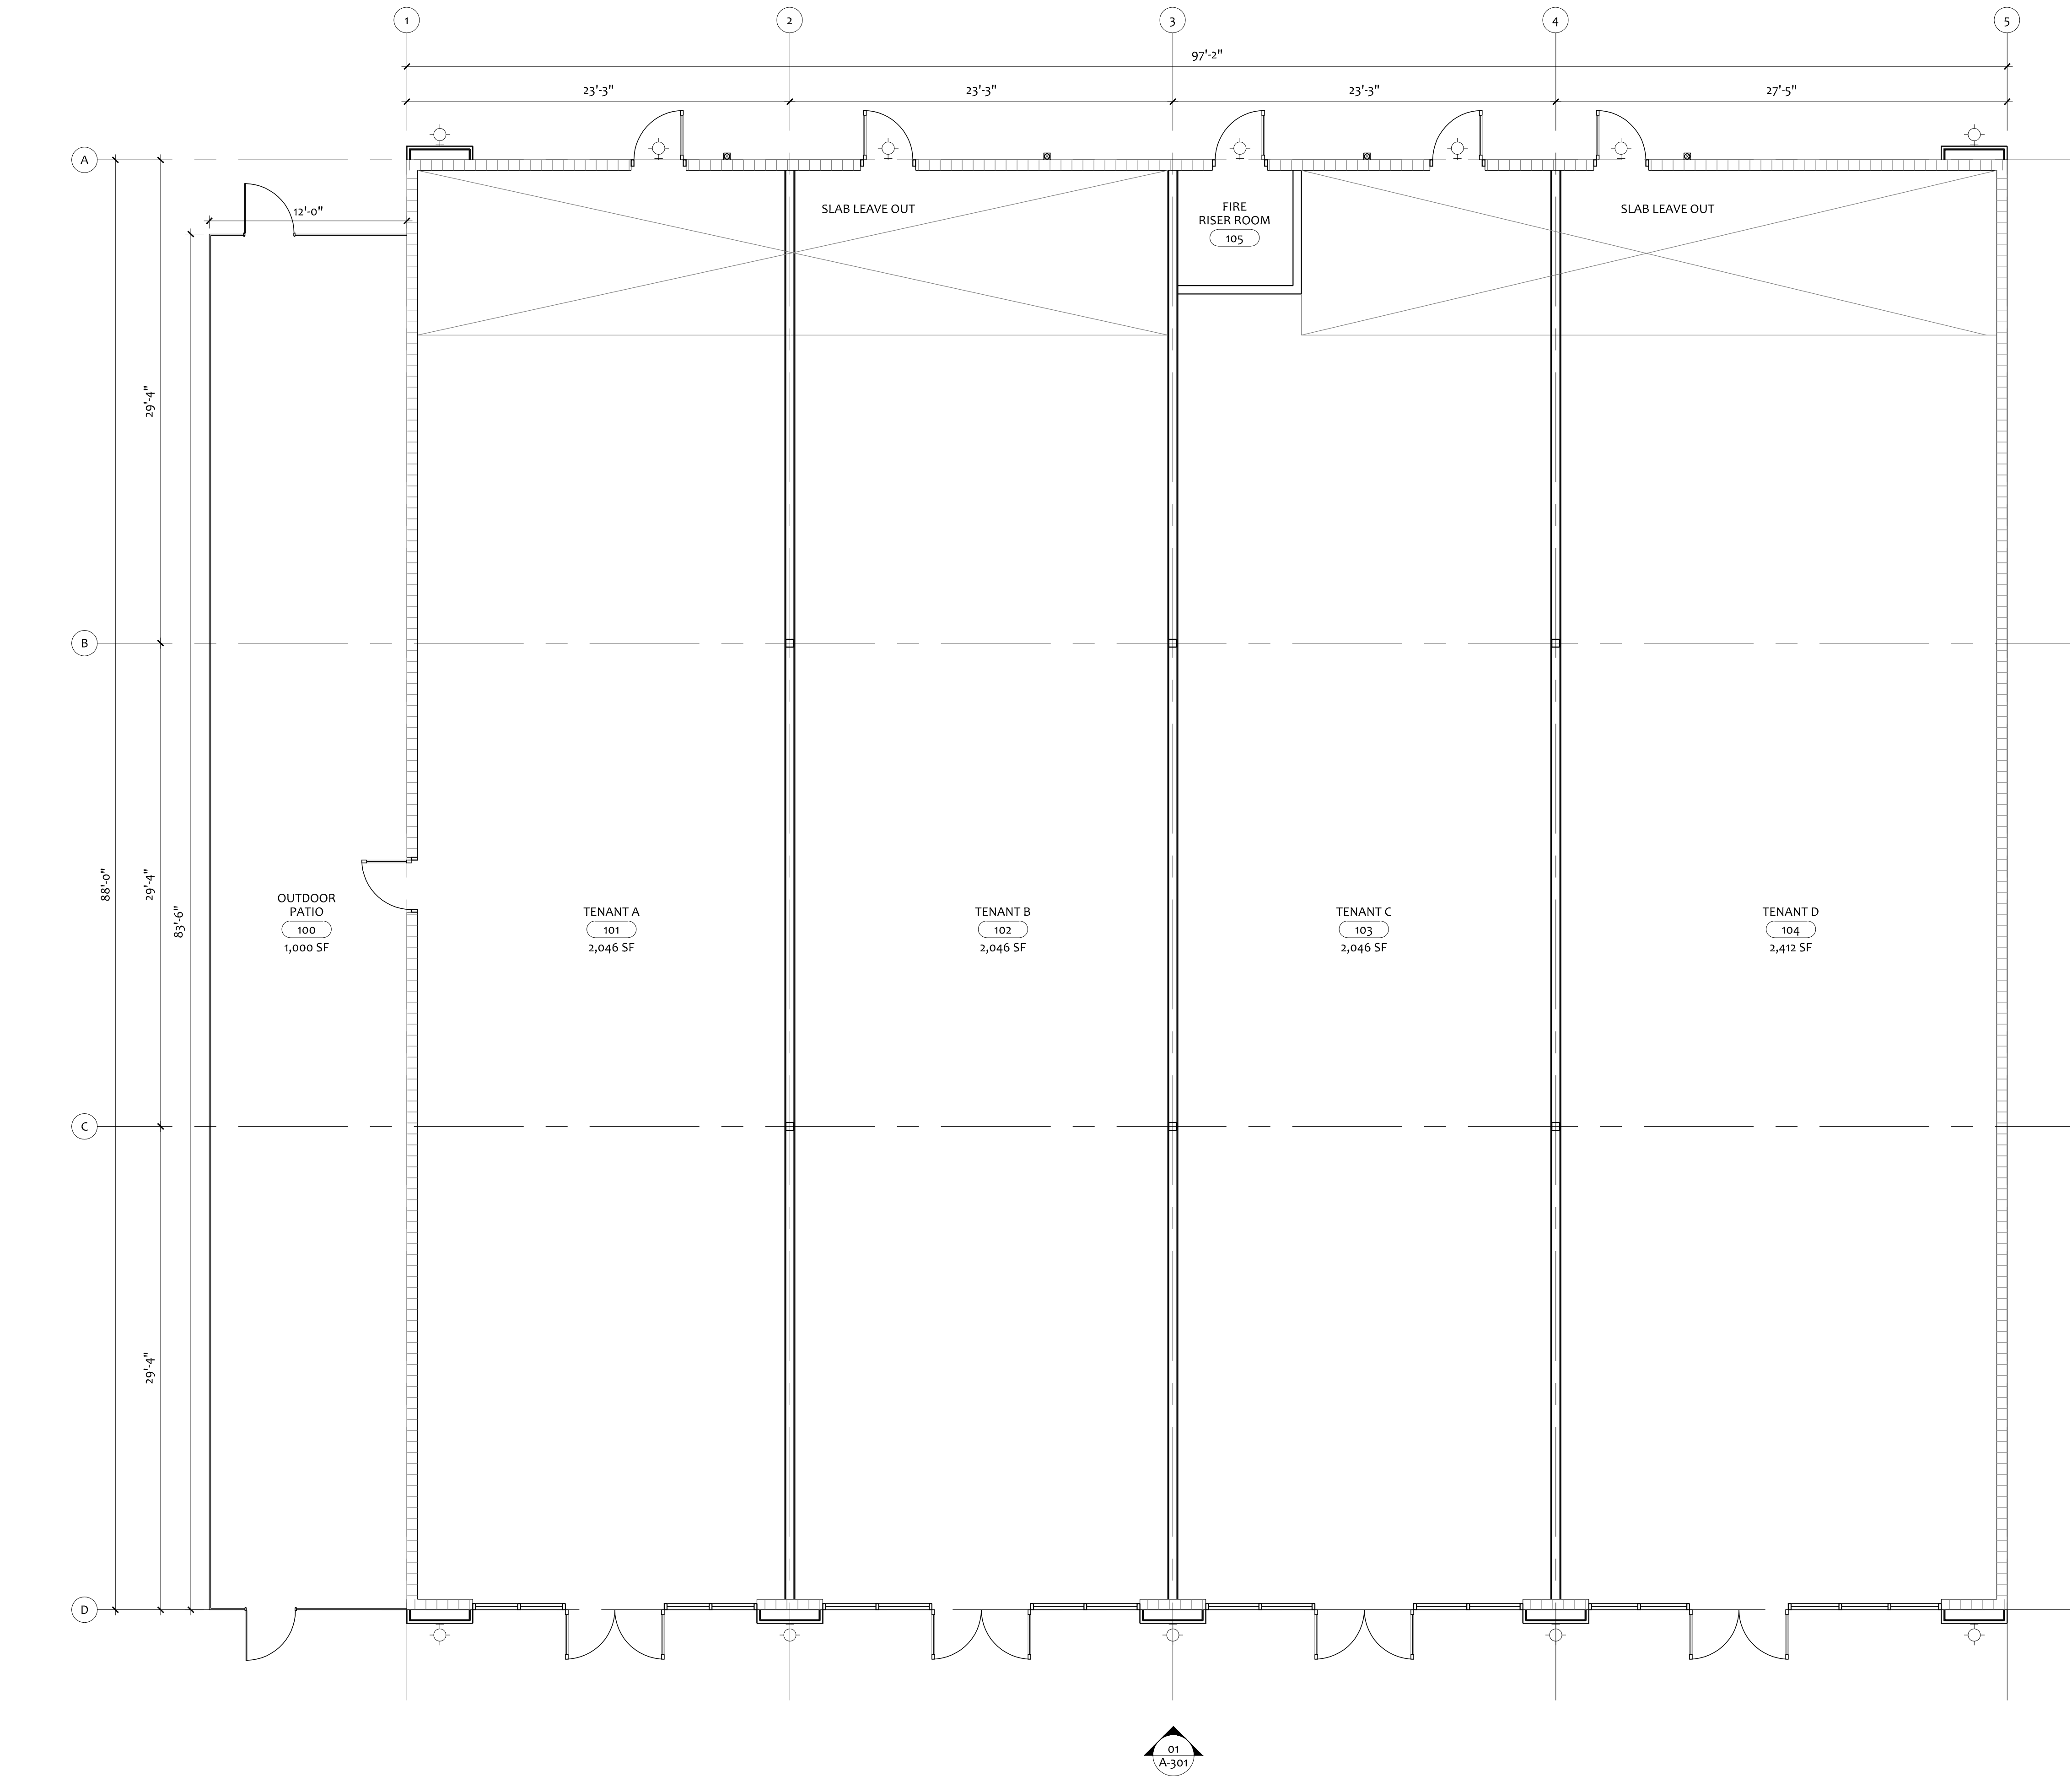 1
2
3
4
5
97'-2"
23'-3"
23'-3"
23'-3"
27'-5"
A
12'-0"
SLAB LEAVE OUT
FIRE
RISER ROOM
105
SLAB LEAVE OUT
29'-4"
B
88'-0"
29'-4"
83'-6"
OUTDOOR
PATIO
100
1,000 SF
TENANT A
101
2,046 SF
TENANT B
102
2,046 SF
TENANT C
103
2,046 SF
TENANT D
104
2,412 SF
C
29'-4"
D
01
A-301